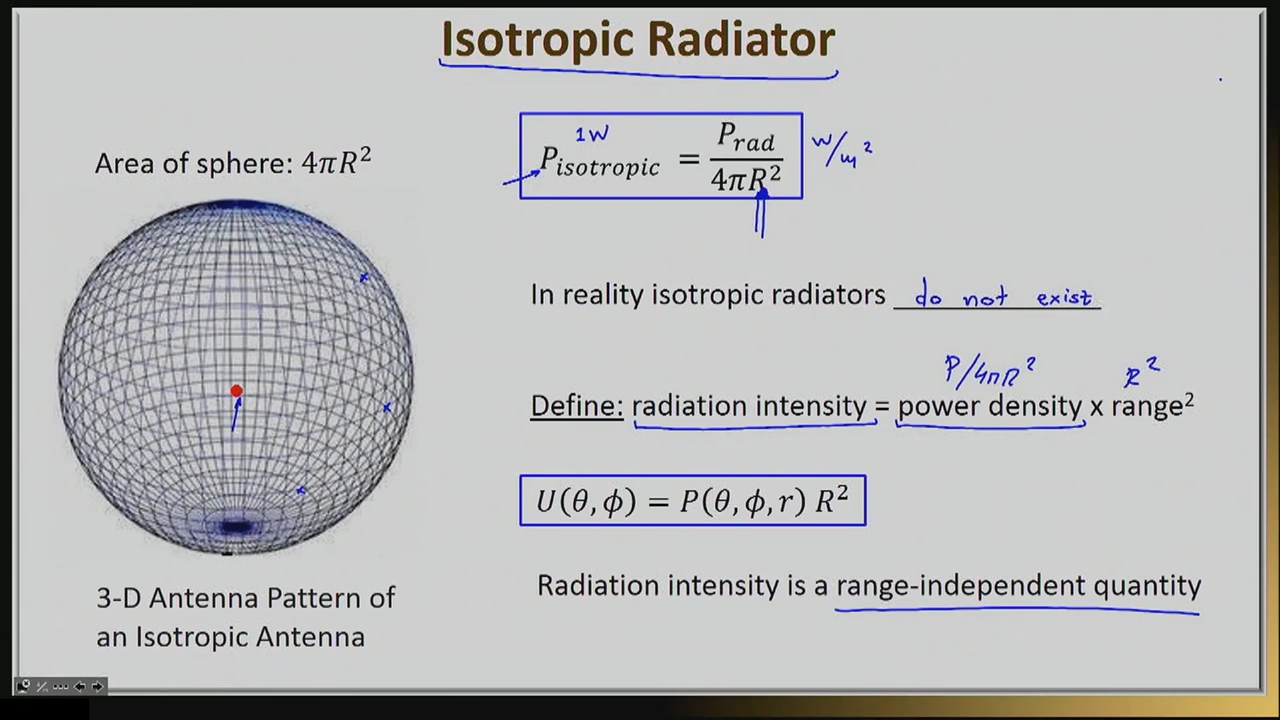 Isotropic Radiator
Area of sphere: 4πR²
1W
P_isotropic = P_rad / 4πR²
W/m²
In reality isotropic radiators do not exist
P/4πR² R²
Define: radiation intensity = power density x range²
U(θ, ϕ) = P(θ, ϕ, r) R²
Radiation intensity is a range-independent quantity
3-D Antenna Pattern of
an Isotropic Antenna